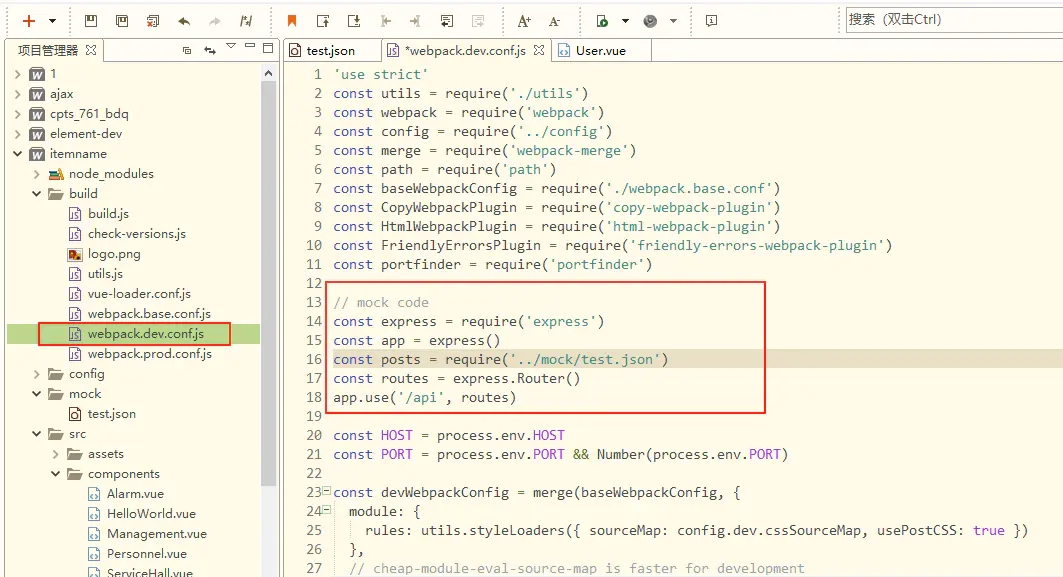 搜索（双击Ctrl）
项目管理器
test.json
*webpack.dev.conf.js
User.vue
1
ajax
cpts_761_bdq
element-dev
itemname
node_modules
build
build.js
check-versions.js
logo.png
utils.js
vue-loader.conf.js
webpack.base.conf.js
webpack.dev.conf.js
webpack.prod.conf.js
config
mock
test.json
src
assets
components
Alarm.vue
HelloWorld.vue
Management.vue
Personnel.vue
ServiceHall.vue
1 'use strict'
2 const utils = require('./utils')
3 const webpack = require('webpack')
4 const config = require('../config')
5 const merge = require('webpack-merge')
6 const path = require('path')
7 const baseWebpackConfig = require('./webpack.base.conf')
8 const CopyWebpackPlugin = require('copy-webpack-plugin')
9 const HtmlWebpackPlugin = require('html-webpack-plugin')
10 const FriendlyErrorsPlugin = require('friendly-errors-webpack-plugin')
11 const portfinder = require('portfinder')
12
13 // mock code
14 const express = require('express')
15 const app = express()
16 const posts = require('../mock/test.json')
17 const routes = express.Router()
18 app.use('/api', routes)
19
20 const HOST = process.env.HOST
21 const PORT = process.env.PORT && Number(process.env.PORT)
22
23 const devWebpackConfig = merge(baseWebpackConfig, {
24 module: {
25 rules: utils.styleLoaders({ sourceMap: config.dev.cssSourceMap, usePostCSS: true })
26 },
27 // cheap-module-eval-source-map is faster for development